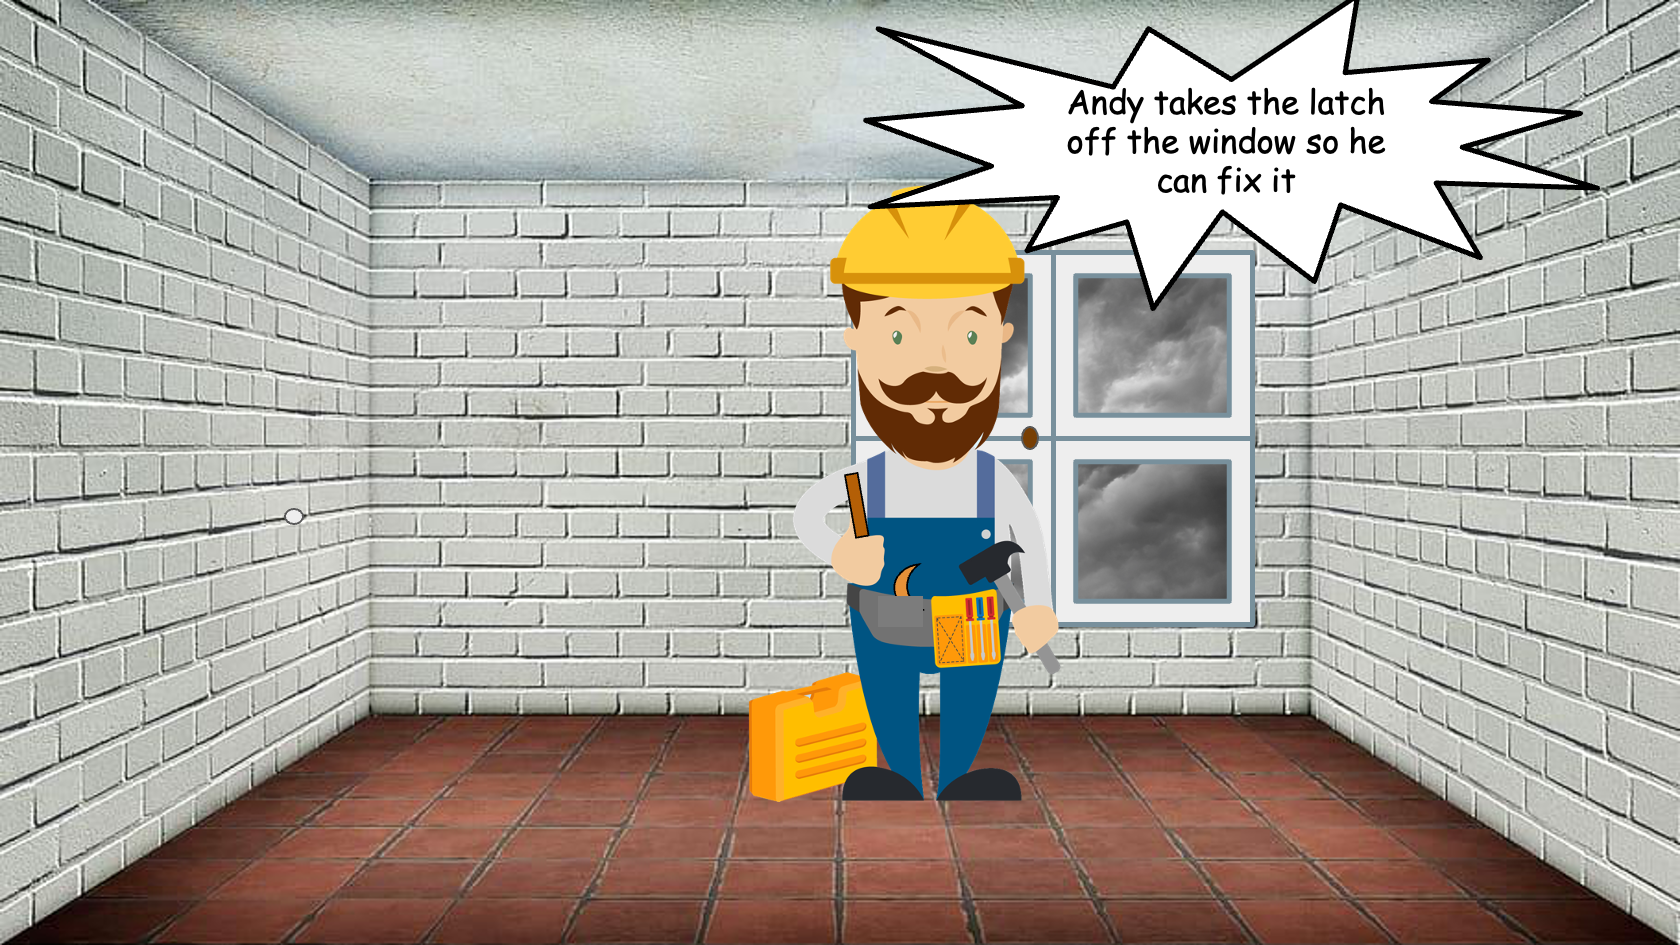 Andy takes the latch
off the window so he
can fix it